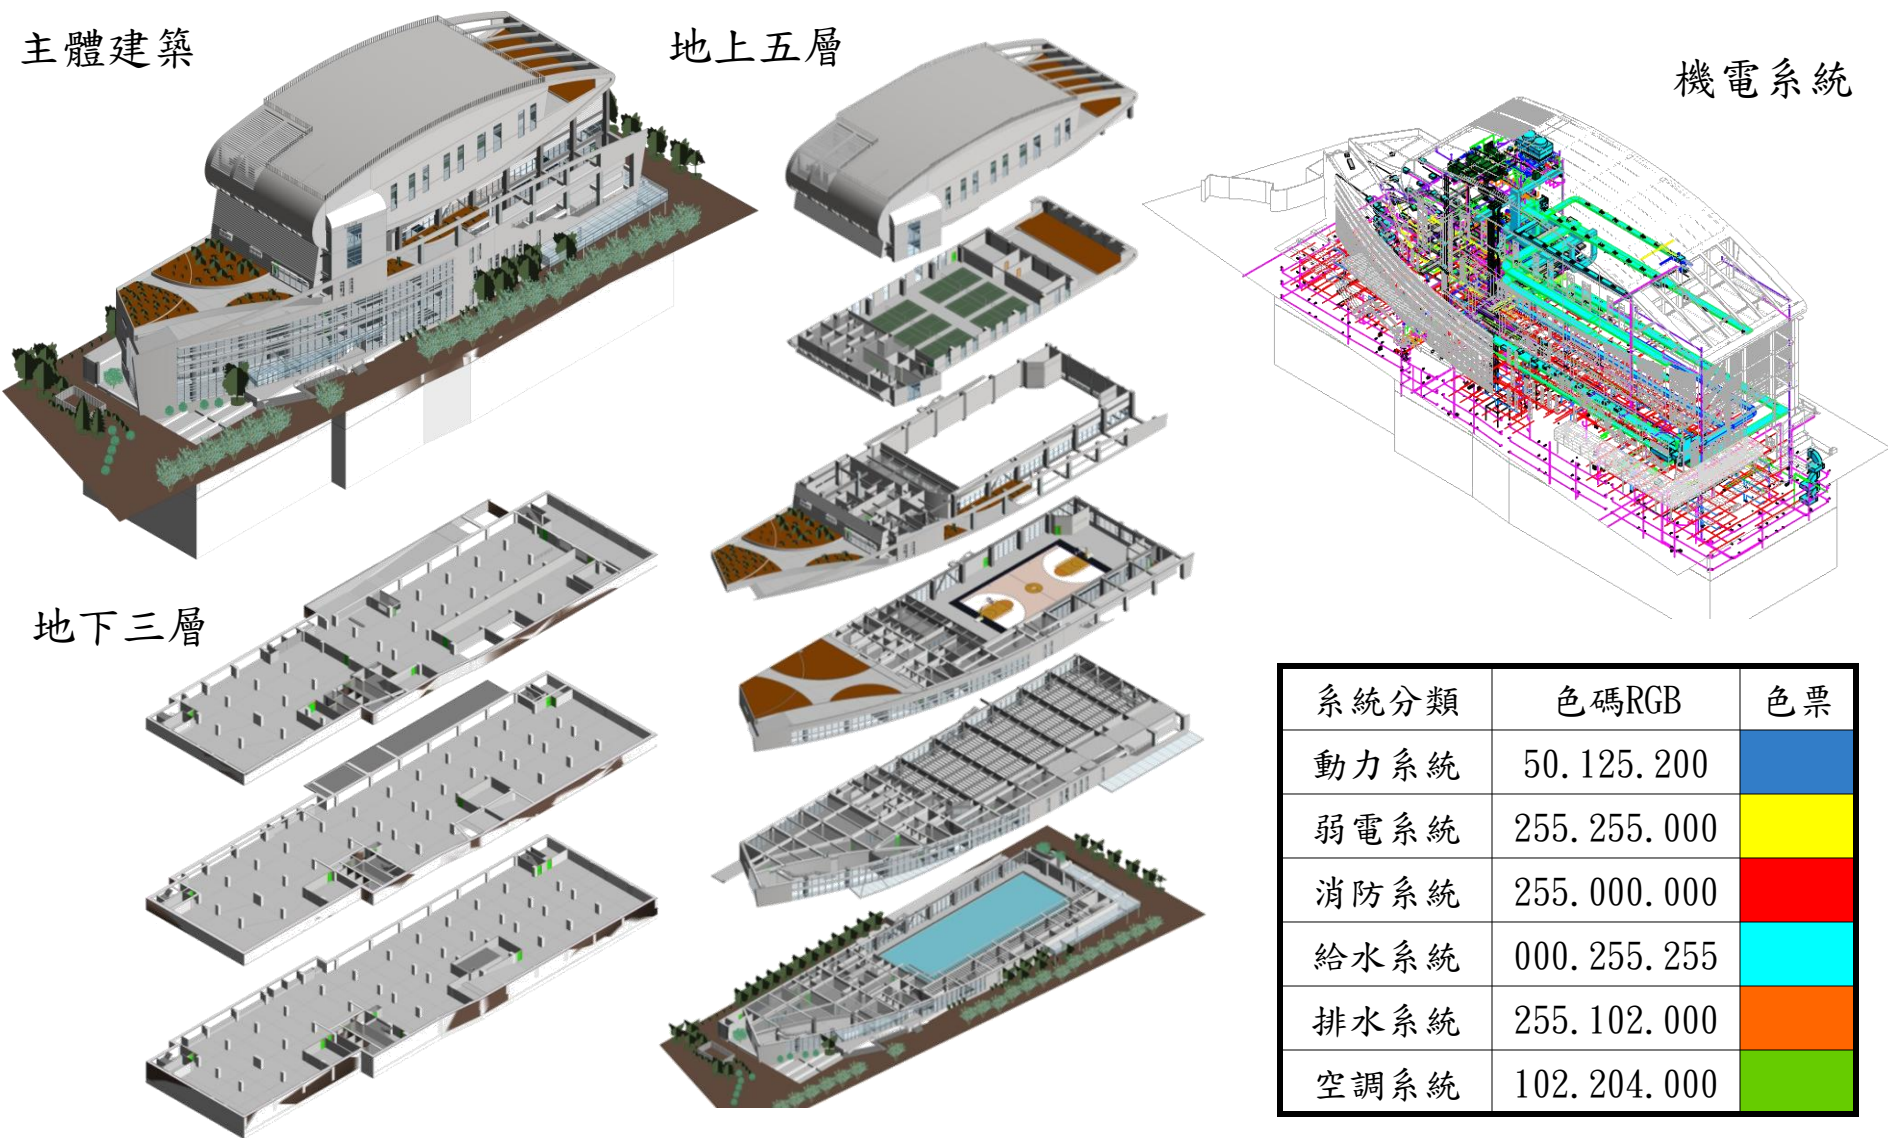 主體建築
地上五層
機電系統
地下三層
系統分類 色碼RGB 色票
動力系統 50.125.200
弱電系統 255.255.000
消防系統 255.000.000
給水系統 000.255.255
排水系統 255.102.000
空調系統 102.204.000